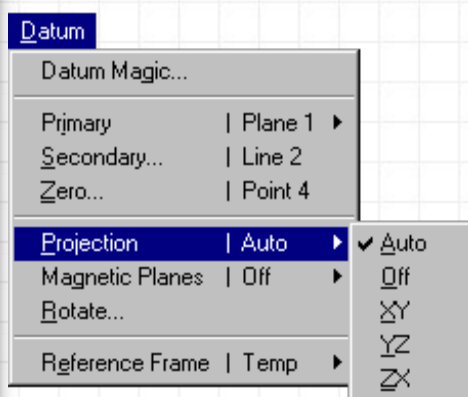 Datum
Datum Magic...
Primary | Plane 1
Secondary... | Line 2
Zero... | Point 4
Projection | Auto
Magnetic Planes | Off
Rotate...
Reference Frame | Temp
Auto
Off
XY
YZ
ZX